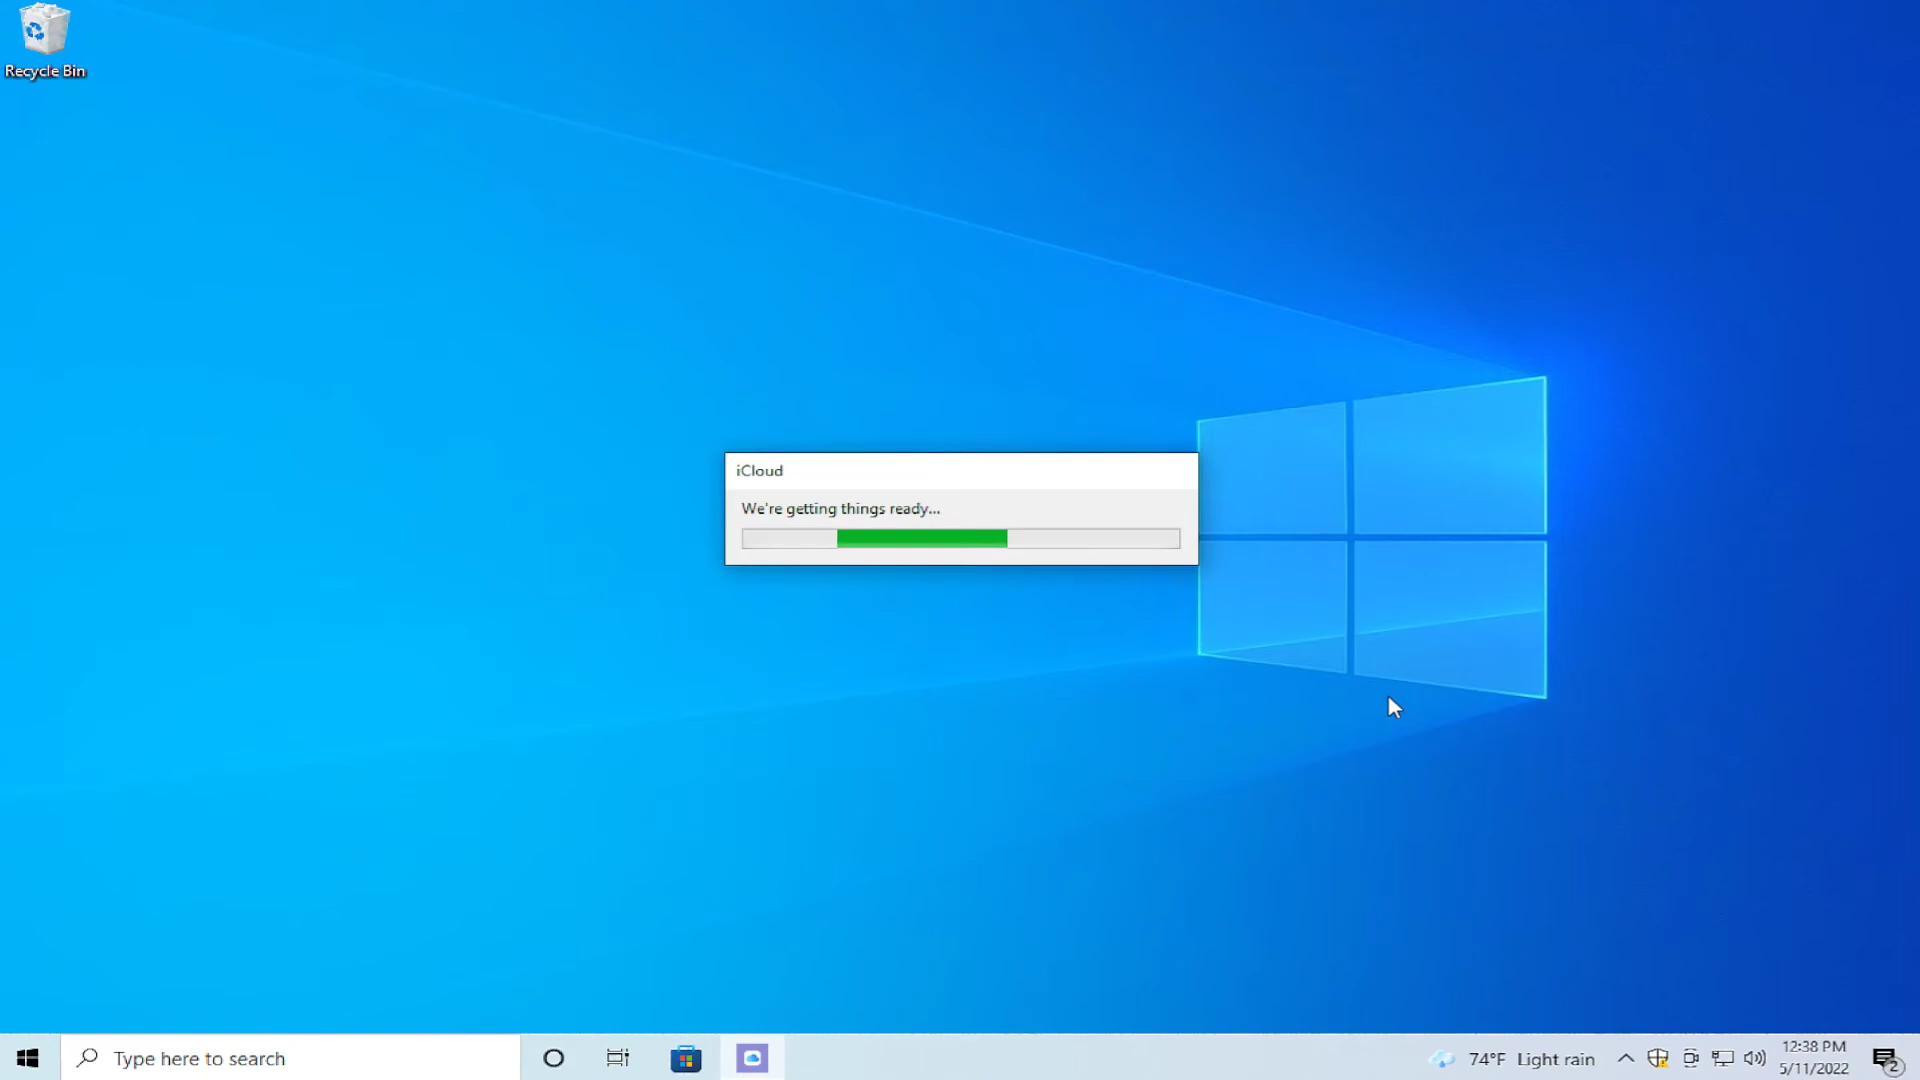 Recycle Bin
iCloud
We're getting things ready...
Type here to search
74°F Light rain
12:38 PM
5/11/2022
2